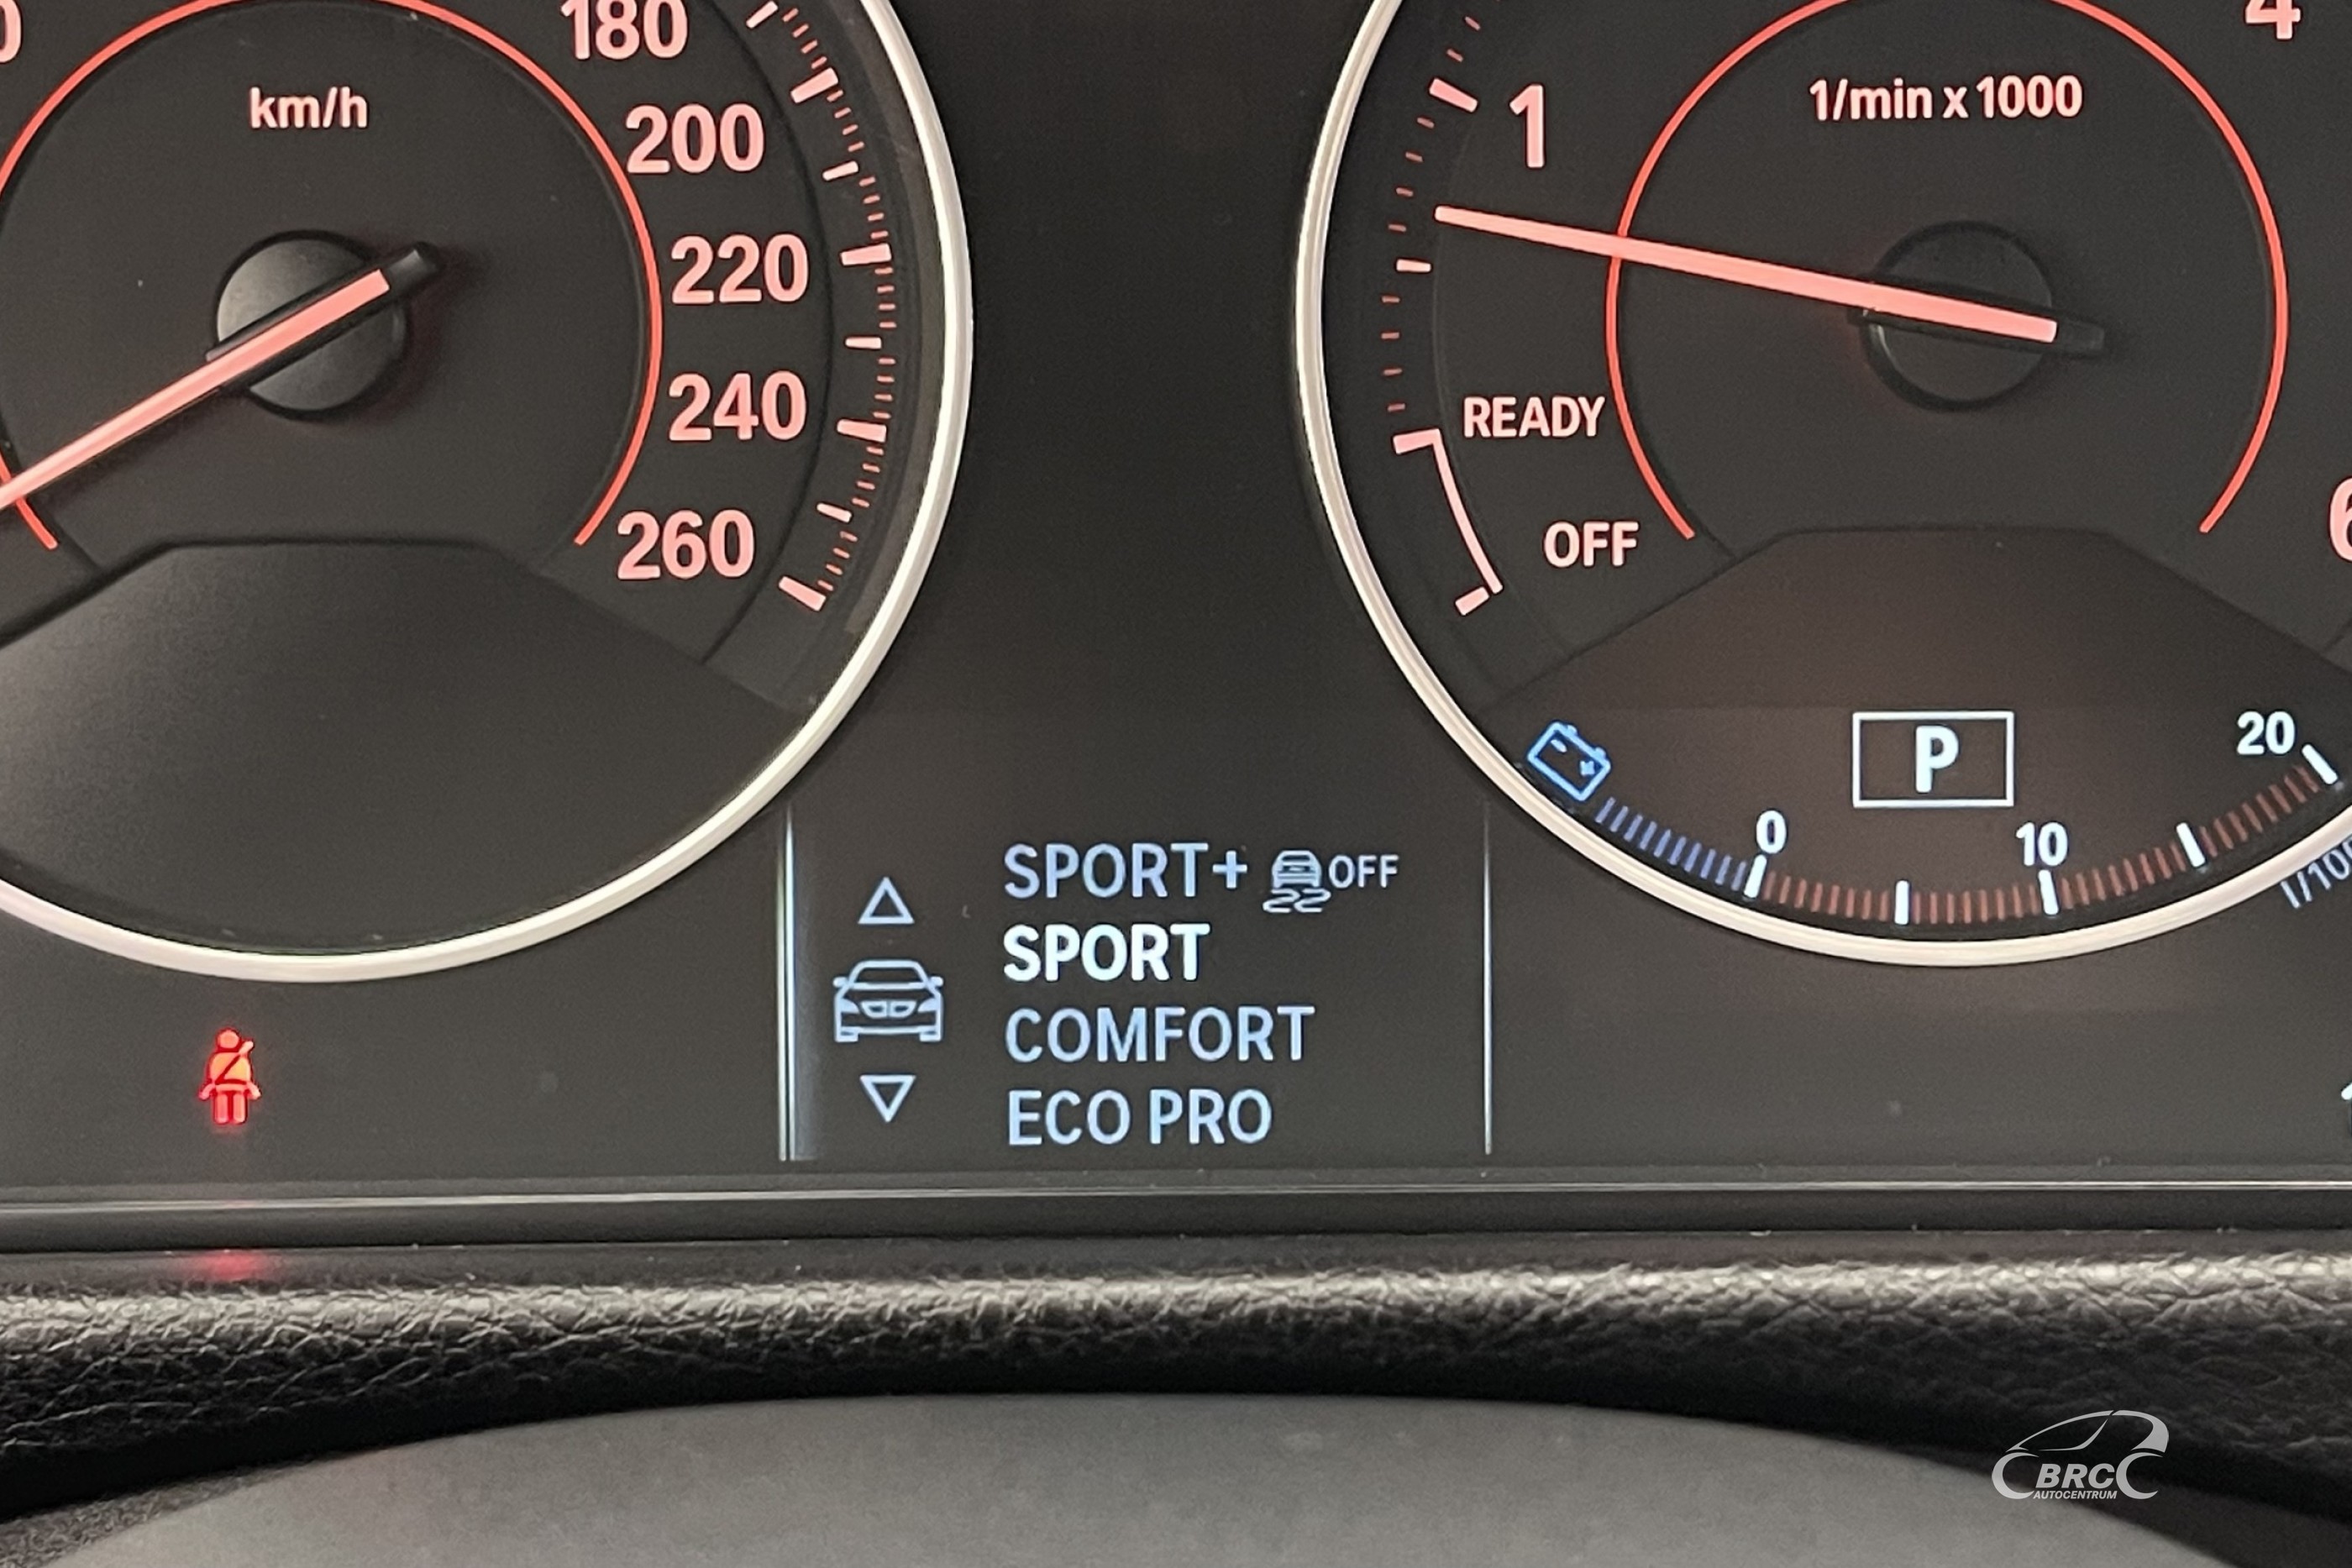 180
km/h
200
220
240
260
1/min x 1000
4
1
READY
OFF
P
20
0
10
SPORT+ OFF
SPORT
COMFORT
ECO PRO
BRC
AUTOCENTRUM